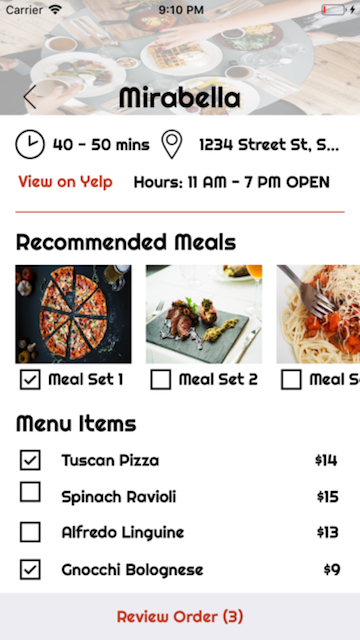 Carrier 9:10 PM
Mirabella
40 - 50 mins 1234 Street St, S...
View on Yelp Hours: 11 AM - 7 PM OPEN
Recommended Meals
Meal Set 1 Meal Set 2 Meal S
Menu Items
Tuscan Pizza $14
Spinach Ravioli $15
Alfredo Linguine $13
Gnocchi Bolognese $9
Review Order (3)